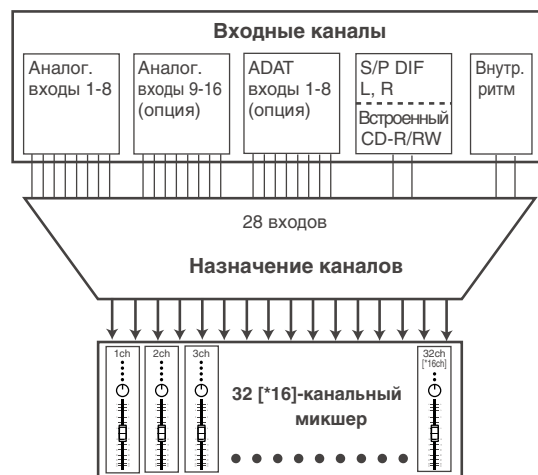 Входные каналы
Аналог.
входы 1-8
Аналог.
входы 9-16
(опция)
ADAT
входы 1-8
(опция)
S/P DIF
L, R
Встроенный
CD-R/RW
Внутр.
ритм
28 входов
Назначение каналов
1ch
2ch
3ch
32ch
[*16ch]
32 [*16]-канальный
микшер